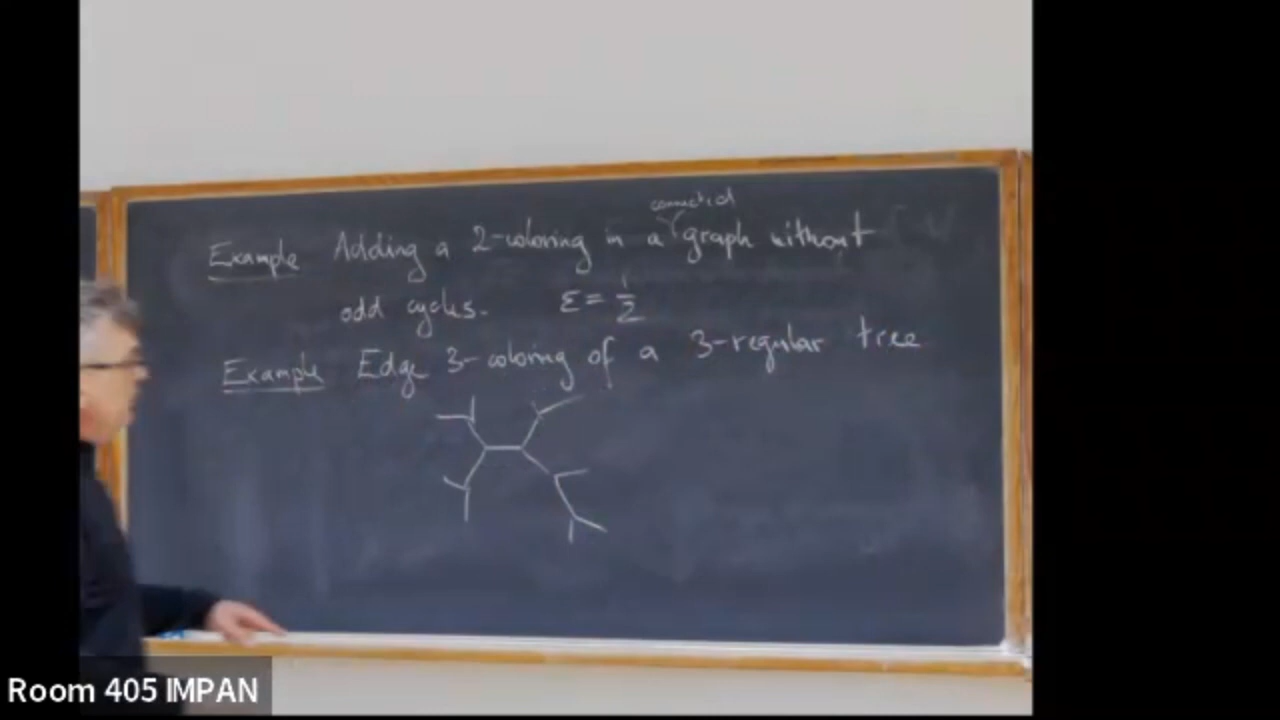 connected
Example Adding a 2-coloring in a graph without
odd cycles. ε = 1/2
Example Edge 3-coloring of a 3-regular tree
Room 405 IMPAN